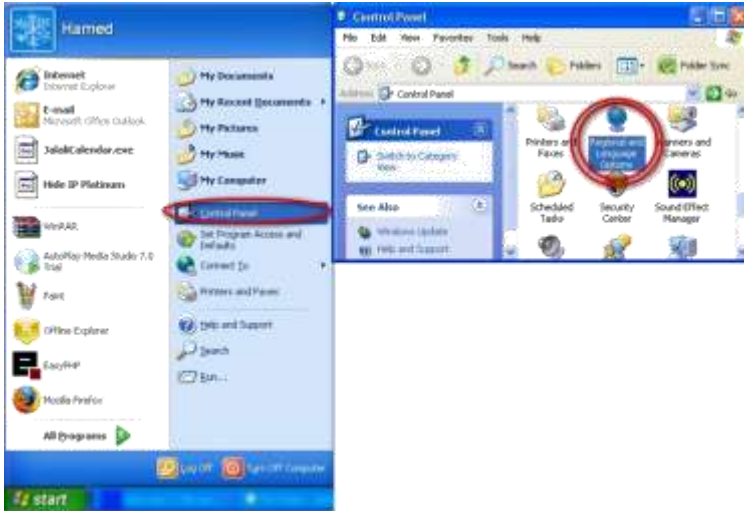 Hamed
Internet
Internet Explorer
E-mail
Microsoft Office Outlook
JalaliCalendar.exe
Hide IP Platinum
WinRAR
AutoPlay Media Studio 7.0
Trial
Paint
Offline Explorer
EasyPHP
Mozilla Firefox
All Programs
My Documents
My Recent Documents
My Pictures
My Music
My Computer
Control Panel
Set Program Access and
Defaults
Connect To
Printers and Faxes
Help and Support
Search
Run...
Log Off
Turn Off Computer
start
Control Panel
File Edit View Favorites Tools Help
Search Folders Folder Sync
Address Control Panel Go
Control Panel
Switch to Category
View
See Also
Windows Update
Help and Support
Printers and
Faxes
Regional and
Language
Options
Scanners and
Cameras
Scheduled
Tasks
Security
Center
Sound Effect
Manager